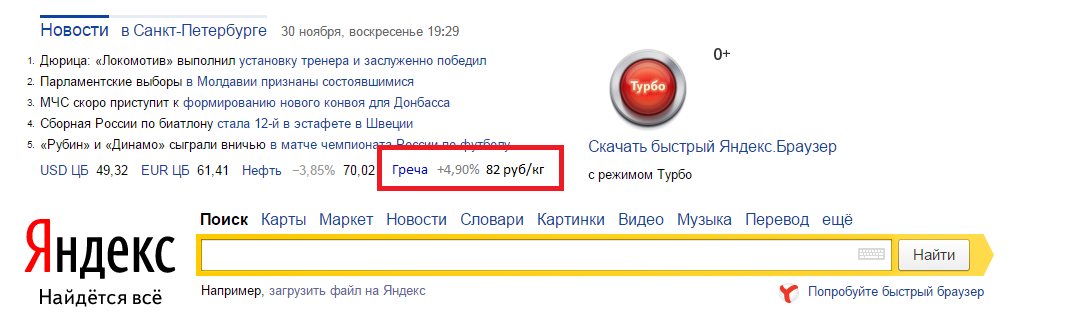 Новости в Санкт-Петербурге 30 ноября, воскресенье 19:29
1. Дюрица: «Локомотив» выполнил установку тренера и заслуженно победил
2. Парламентские выборы в Молдавии признаны состоявшимися
3. МЧС скоро приступит к формированию нового конвоя для Донбасса
4. Сборная России по биатлону стала 12-й в эстафете в Швеции
5. «Рубин» и «Динамо» сыграли вничью в матче чемпионата России по футболу
USD ЦБ 49,32 EUR ЦБ 61,41 Нефть −3,85% 70,02 Греча +4,90% 82 руб/кг
0+
Турбо
Скачать быстрый Яндекс.Браузер
с режимом Турбо
Поиск Карты Маркет Новости Словари Картинки Видео Музыка Перевод ещё
Яндекс
Найдётся всё
Найти
Например, загрузить файл на Яндекс
Попробуйте быстрый браузер